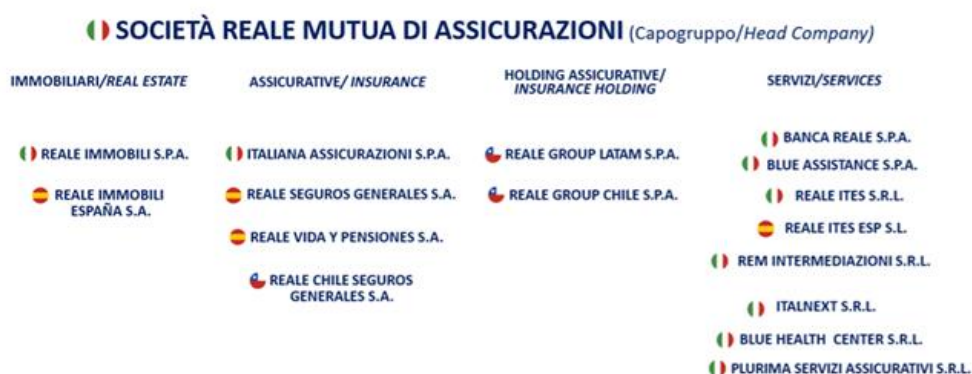 SOCIETÀ REALE MUTUA DI ASSICURAZIONI (Capogruppo/Head Company)
IMMOBILIARI/REAL ESTATE
REALE IMMOBILI S.P.A.
REALE IMMOBILI
ESPAÑA S.A.
ASSICURATIVE/ INSURANCE
ITALIANA ASSICURAZIONI S.P.A.
REALE SEGUROS GENERALES S.A.
REALE VIDA Y PENSIONES S.A.
REALE CHILE SEGUROS
GENERALES S.A.
HOLDING ASSICURATIVE/
INSURANCE HOLDING
REALE GROUP LATAM S.P.A.
REALE GROUP CHILE S.P.A.
SERVIZI/SERVICES
BANCA REALE S.P.A.
BLUE ASSISTANCE S.P.A.
REALE ITES S.R.L.
REALE ITES ESP S.L.
REM INTERMEDIAZIONI S.R.L.
ITALNEXT S.R.L.
BLUE HEALTH CENTER S.R.L.
PLURIMA SERVIZI ASSICURATIVI S.R.L.